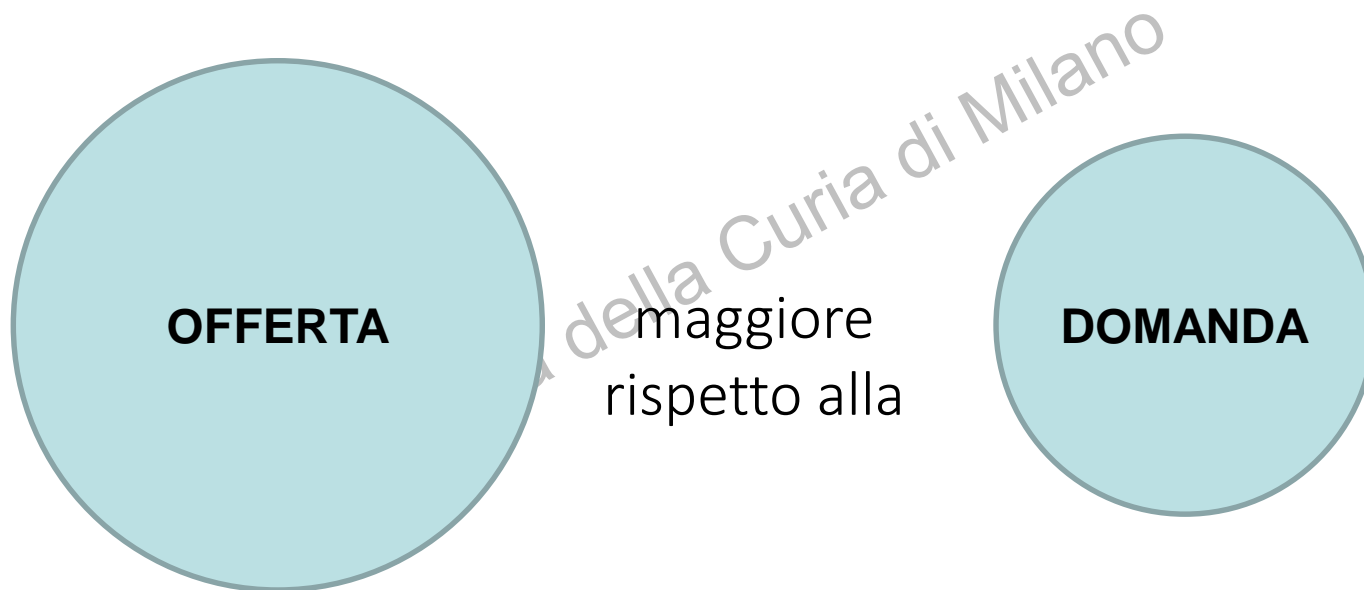 della Curia di Milano
OFFERTA
maggiore
rispetto alla
DOMANDA